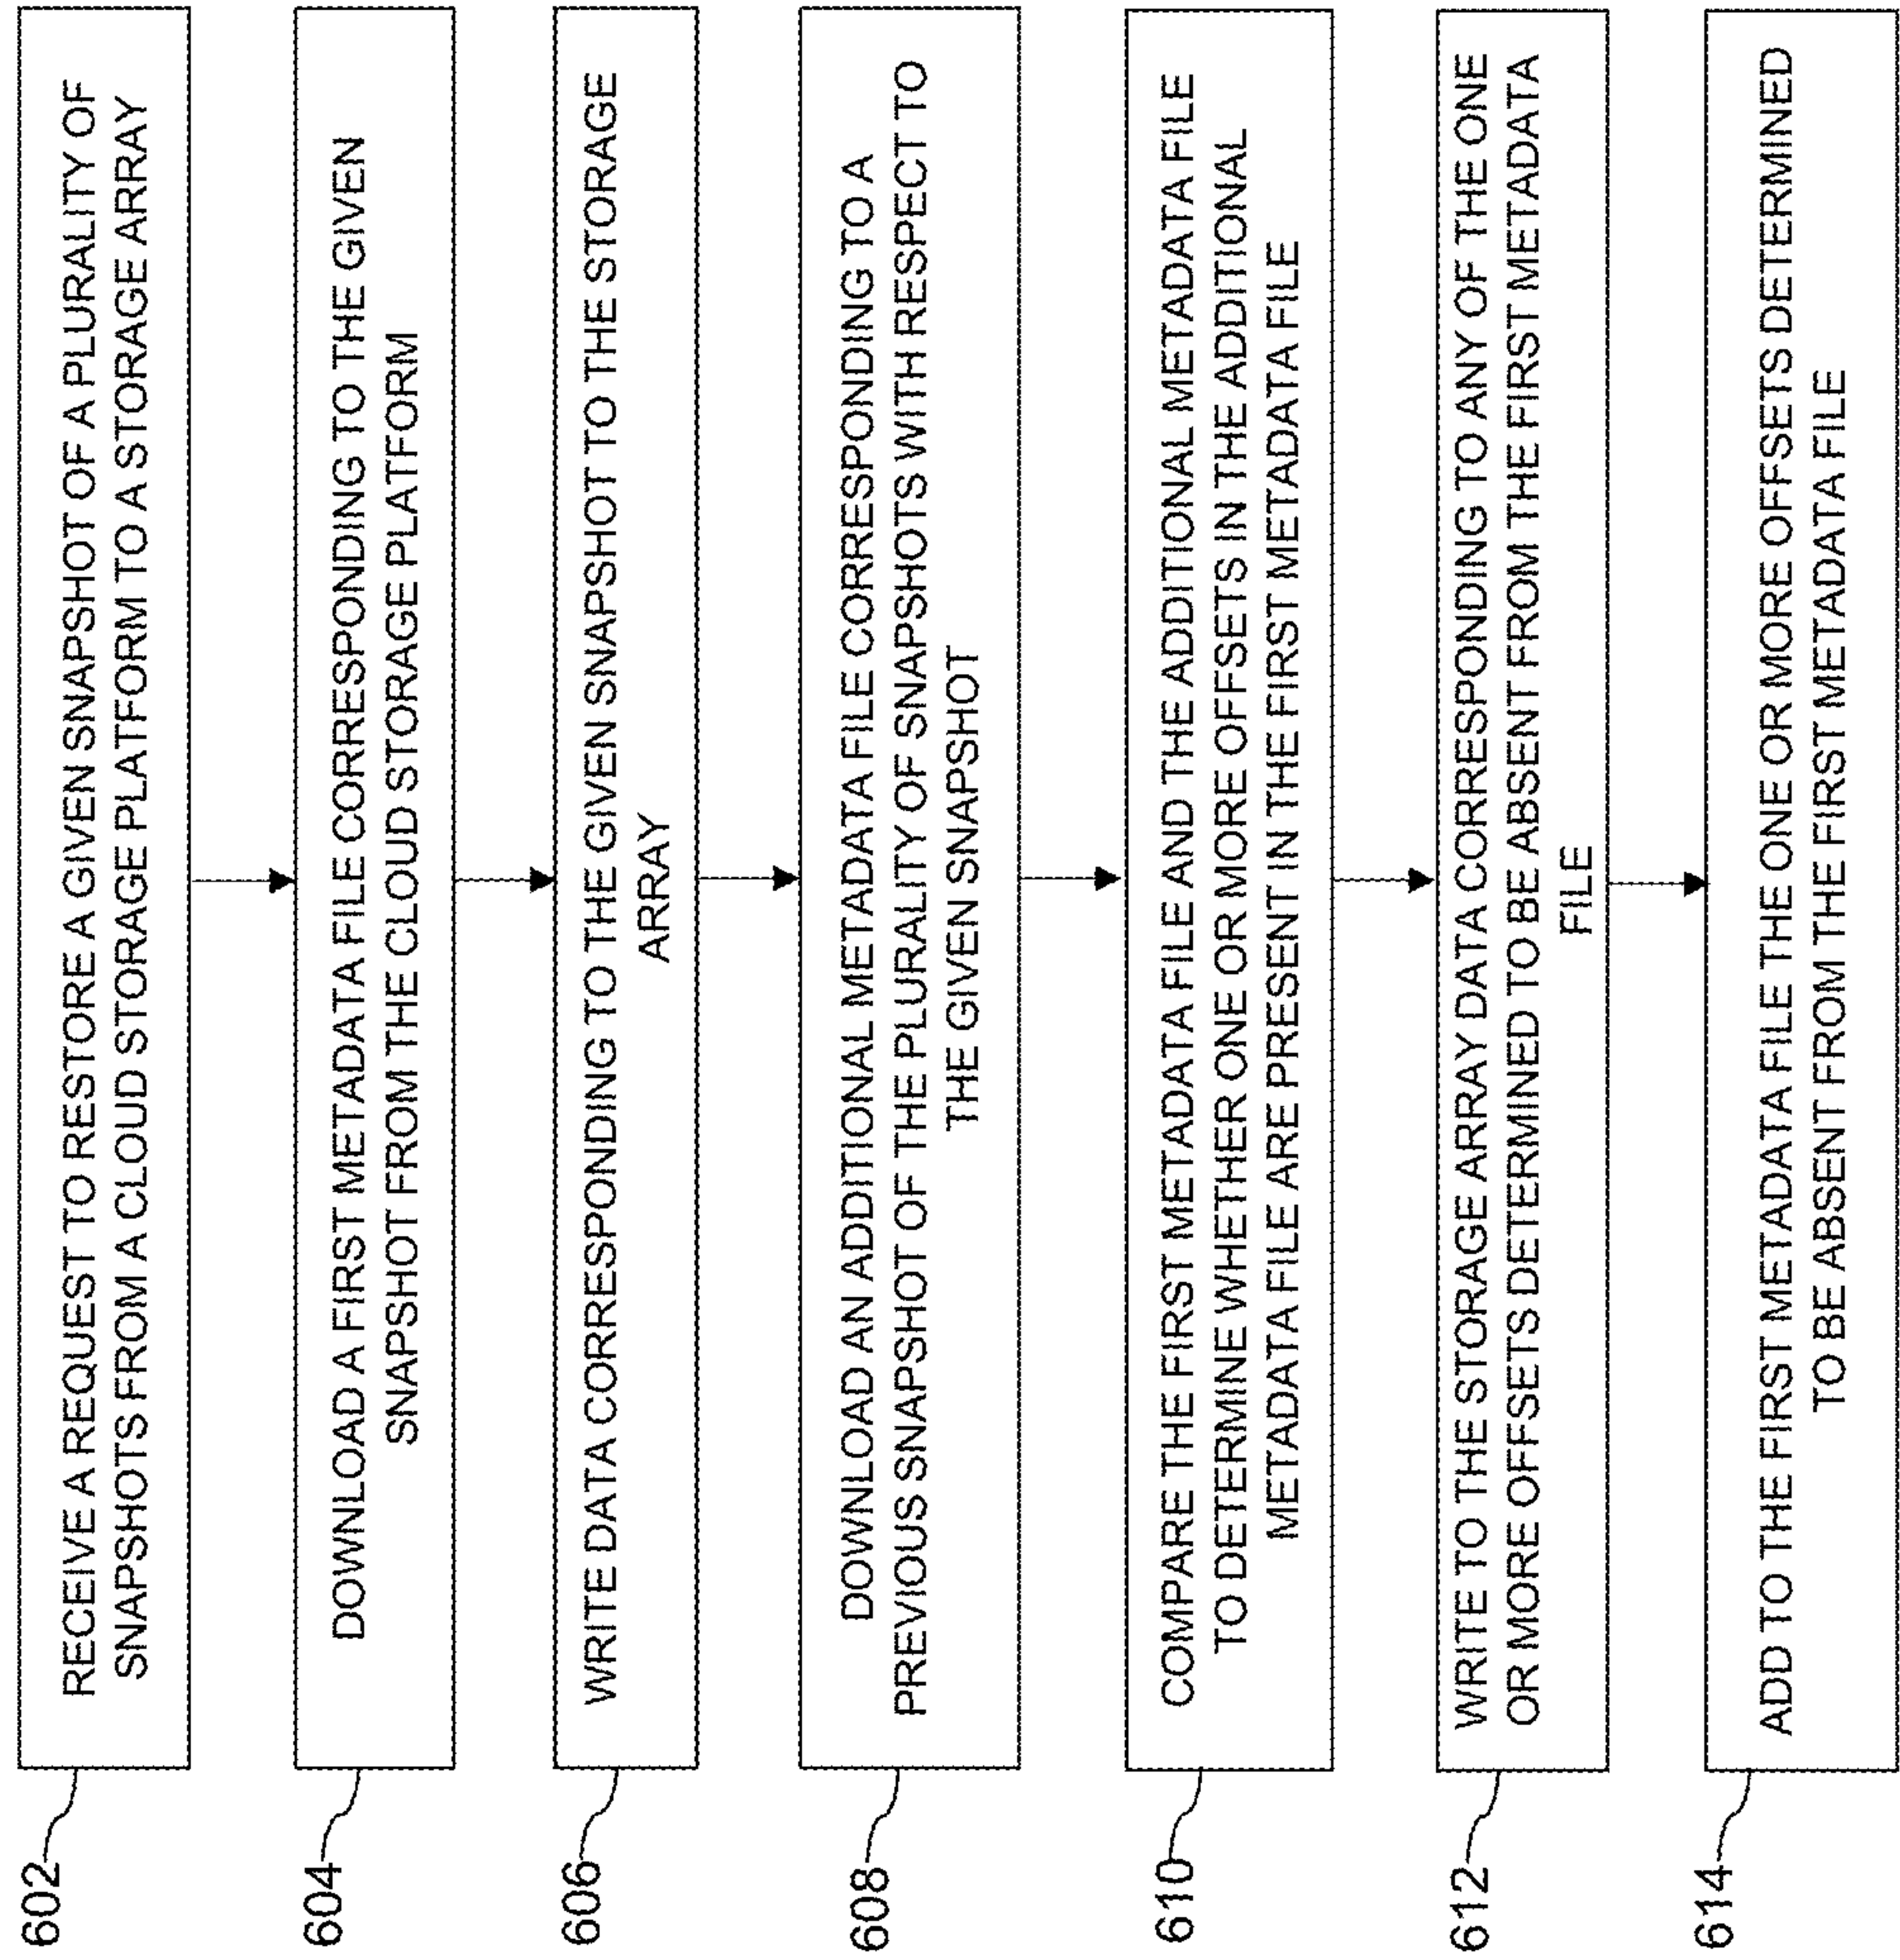 602
RECEIVE A REQUEST TO RESTORE A GIVEN SNAPSHOT OF A PLURALITY OF
SNAPSHOTS FROM A CLOUD STORAGE PLATFORM TO A STORAGE ARRAY
604
DOWNLOAD A FIRST METADATA FILE CORRESPONDING TO THE GIVEN
SNAPSHOT FROM THE CLOUD STORAGE PLATFORM
606
WRITE DATA CORRESPONDING TO THE GIVEN SNAPSHOT TO THE STORAGE
ARRAY
608
DOWNLOAD AN ADDITIONAL METADATA FILE CORRESPONDING TO A
PREVIOUS SNAPSHOT OF THE PLURALITY OF SNAPSHOTS WITH RESPECT TO
THE GIVEN SNAPSHOT
610
COMPARE THE FIRST METADATA FILE AND THE ADDITIONAL METADATA FILE
TO DETERMINE WHETHER ONE OR MORE OFFSETS IN THE ADDITIONAL
METADATA FILE ARE PRESENT IN THE FIRST METADATA FILE
612
WRITE TO THE STORAGE ARRAY DATA CORRESPONDING TO ANY OF THE ONE
OR MORE OFFSETS DETERMINED TO BE ABSENT FROM THE FIRST METADATA
FILE
614
ADD TO THE FIRST METADATA FILE THE ONE OR MORE OFFSETS DETERMINED
TO BE ABSENT FROM THE FIRST METADATA FILE